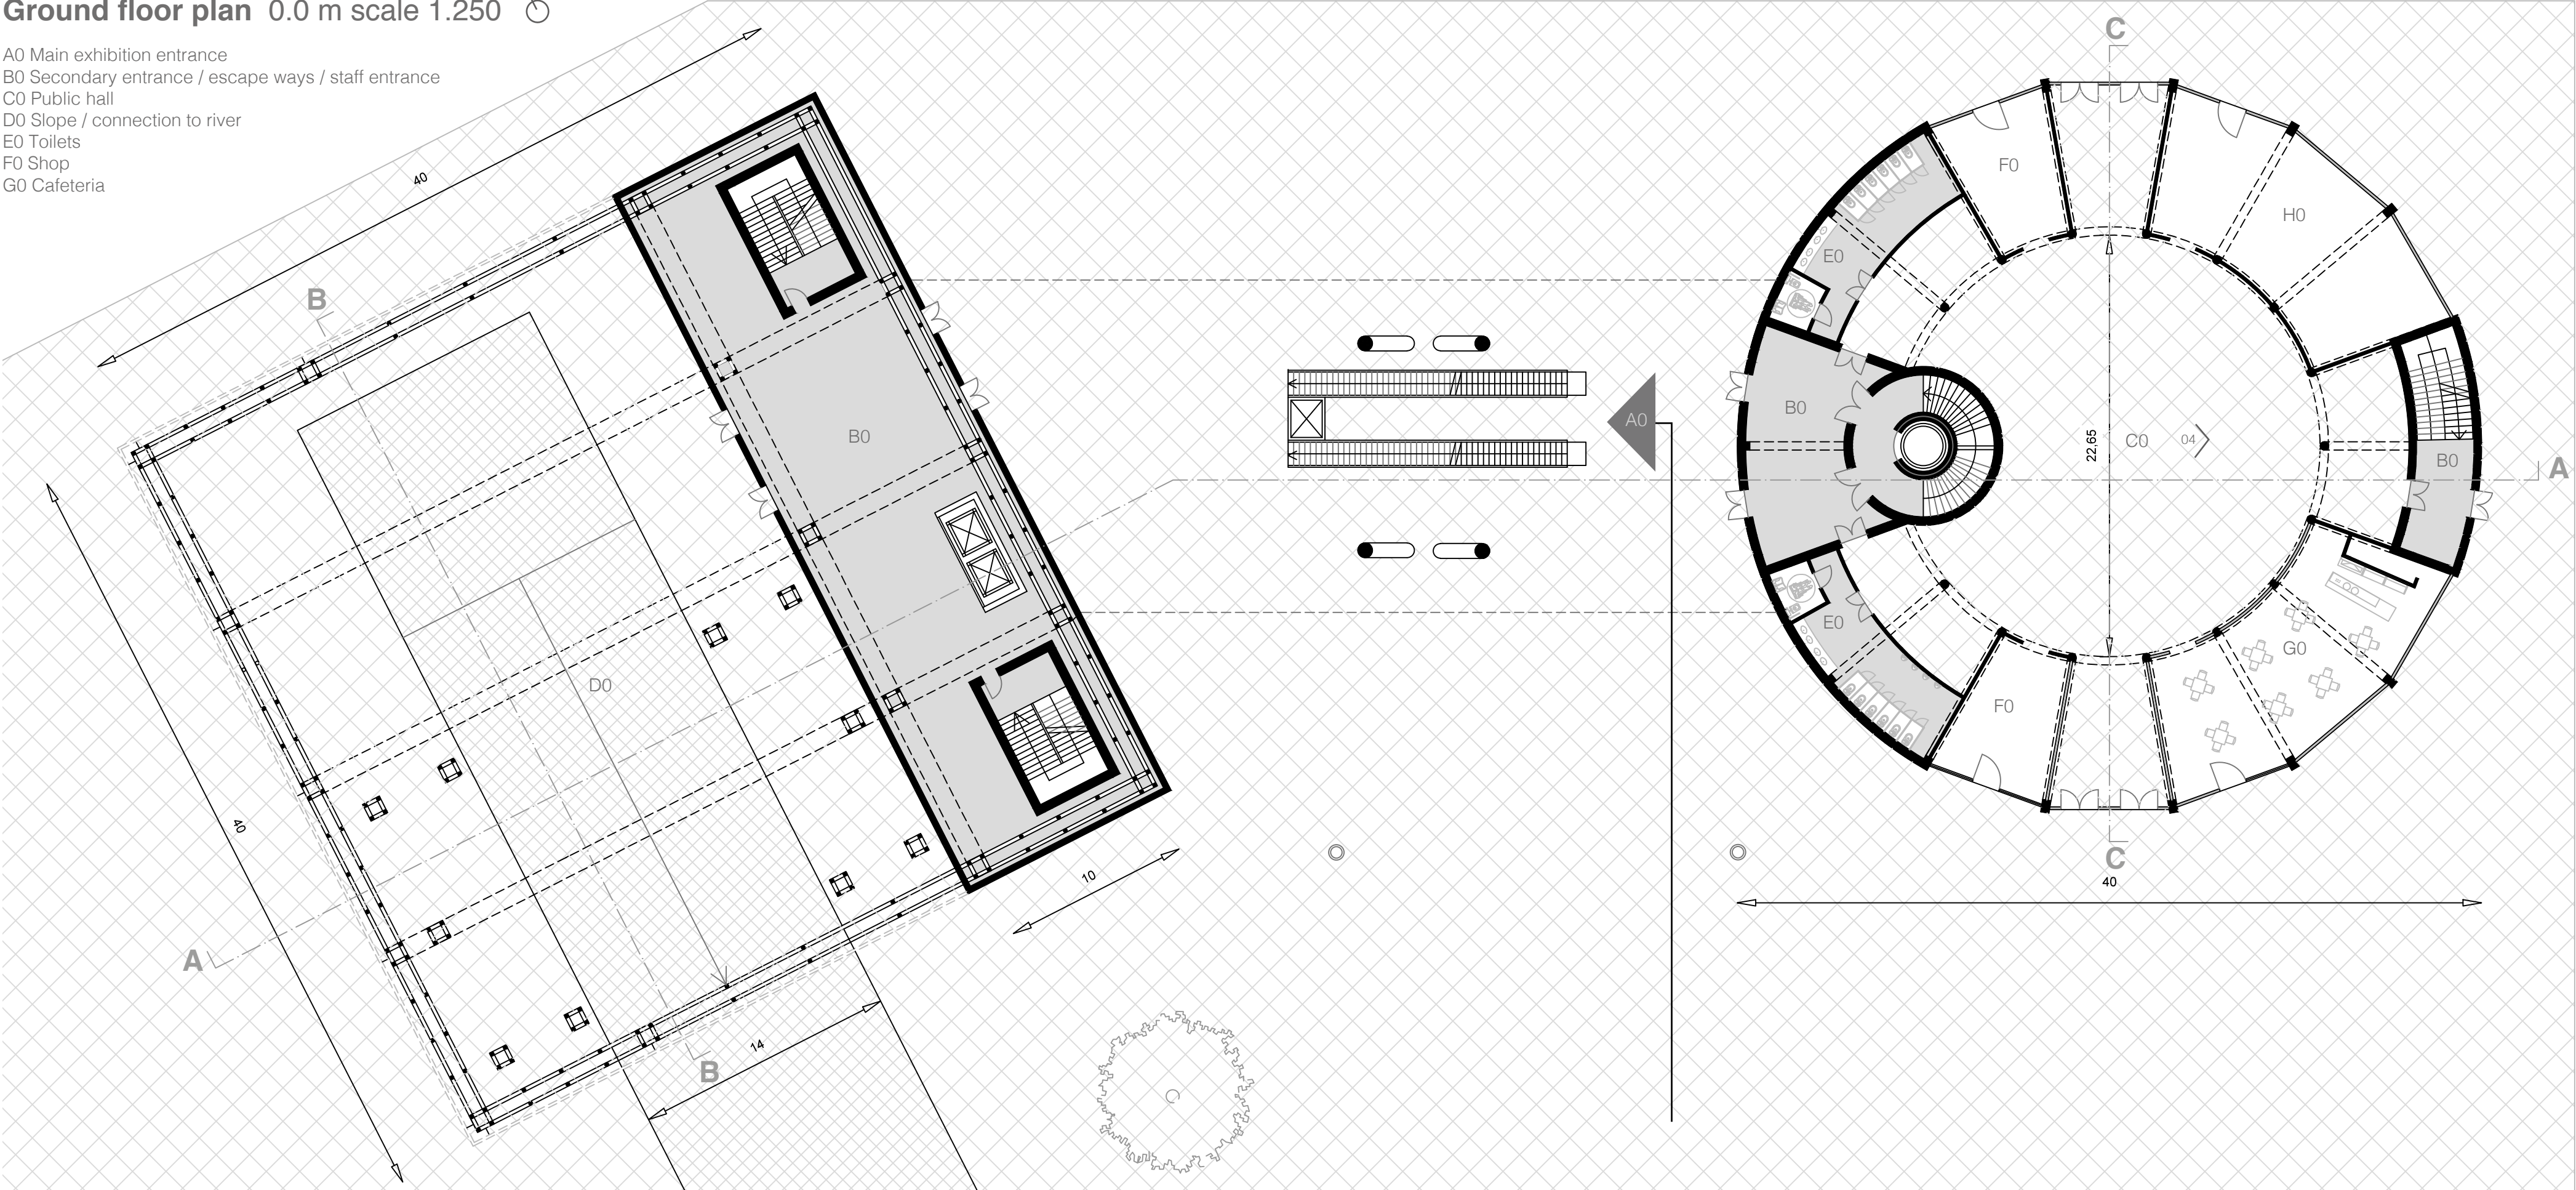 Ground floor plan 0.0 m scale 1.250
A0 Main exhibition entrance
B0 Secondary entrance / escape ways / staff entrance
C0 Public hall
D0 Slope / connection to river
E0 Toilets
F0 Shop
G0 Cafeteria
40
B
B0
D0
40
A
B
14
10
A0
C
F0
H0
E0
B0
22,65
C0
04
B0
A
E0
G0
F0
C
40